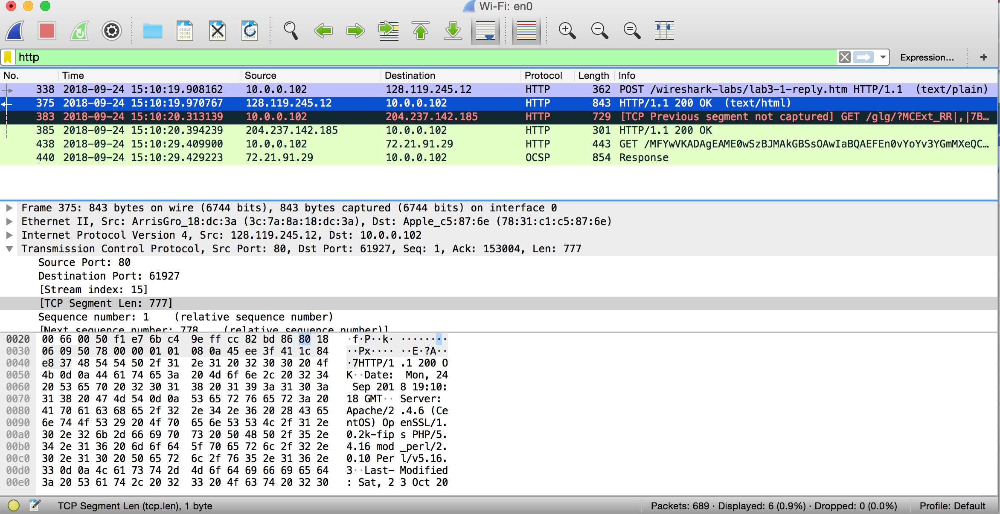 Wi-Fi: en0
http
Expression...
+
No. Time Source Destination Protocol Length Info
338 2018-09-24 15:10:19.908162 10.0.0.102 128.119.245.12 HTTP 362 POST /wireshark-labs/lab3-1-reply.htm HTTP/1.1 (text/plain)
375 2018-09-24 15:10:19.970767 128.119.245.12 10.0.0.102 HTTP 843 HTTP/1.1 200 OK (text/html)
383 2018-09-24 15:10:20.313139 10.0.0.102 204.237.142.185 HTTP 729 [TCP Previous segment not captured] GET /glg/?MCExt_RR|,|7B…
385 2018-09-24 15:10:20.394239 204.237.142.185 10.0.0.102 HTTP 301 HTTP/1.1 200 OK
438 2018-09-24 15:10:29.409900 10.0.0.102 72.21.91.29 HTTP 443 GET /MFYwVKADAgEAME0wSzBJMAkGBSsOAwIaBQAEFEn0vYoYv3YGmMXeQC…
440 2018-09-24 15:10:29.429223 72.21.91.29 10.0.0.102 OCSP 854 Response
Frame 375: 843 bytes on wire (6744 bits), 843 bytes captured (6744 bits) on interface 0
Ethernet II, Src: ArrisGro_18:dc:3a (3c:7a:8a:18:dc:3a), Dst: Apple_c5:87:6e (78:31:c1:c5:87:6e)
Internet Protocol Version 4, Src: 128.119.245.12, Dst: 10.0.0.102
Transmission Control Protocol, Src Port: 80, Dst Port: 61927, Seq: 1, Ack: 153004, Len: 777
Source Port: 80
Destination Port: 61927
[Stream index: 15]
[TCP Segment Len: 777]
Sequence number: 1 (relative sequence number)
[Next sequence number: 778 (relative sequence number)]
0020 00 66 00 50 f1 e7 6b c4 9e ff cc 82 bd 86 80 18 ·f·P··k· ········
0030 06 09 50 78 00 00 01 01 08 0a 45 ee 3f 41 1c 84 ··Px···· ··E·?A··
0040 e8 37 48 54 54 50 2f 31 2e 31 20 32 30 30 20 4f ·7HTTP/1 .1 200 O
0050 4b 0d 0a 44 61 74 65 3a 20 4d 6f 6e 2c 20 32 34 K··Date: Mon, 24
0060 20 53 65 70 20 32 30 31 38 20 31 39 3a 31 30 3a Sep 201 8 19:10:
0070 31 38 20 47 4d 54 0d 0a 53 65 72 76 65 72 3a 20 18 GMT·· Server:
0080 41 70 61 63 68 65 2f 32 2e 34 2e 36 20 28 43 65 Apache/2 .4.6 (Ce
0090 6e 74 4f 53 29 20 4f 70 65 6e 53 53 4c 2f 31 2e ntOS) Op enSSL/1.
00a0 30 2e 32 6b 2d 66 69 70 73 20 50 48 50 2f 35 2e 0.2k-fip s PHP/5.
00b0 34 2e 31 36 20 6d 6f 64 5f 70 65 72 6c 2f 32 2e 4.16 mod _perl/2.
00c0 30 2e 31 30 20 50 65 72 6c 2f 76 35 2e 31 36 2e 0.10 Per l/v5.16.
00d0 33 0d 0a 4c 61 73 74 2d 4d 6f 64 69 66 69 65 64 3··Last- Modified
00e0 3a 20 53 61 74 2c 20 32 33 20 4f 63 74 20 32 30 : Sat, 2 3 Oct 20
TCP Segment Len (tcp.len), 1 byte
Packets: 689 · Displayed: 6 (0.9%) · Dropped: 0 (0.0%)
Profile: Default